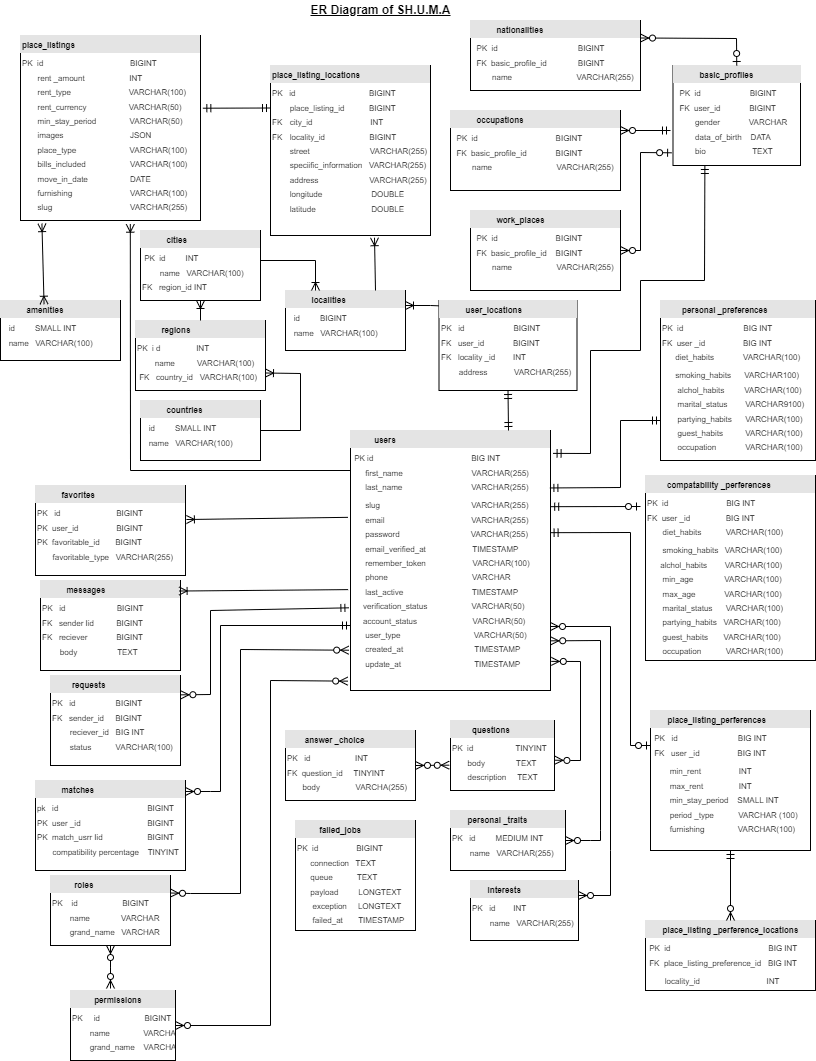 ER Diagram of SH.U.M.A
place_listings
PK id BIGINT
rent_amount INT
rent_type VARCHAR(100)
rent_currency VARCHAR(50)
min_stay_period VARCHAR(50)
images JSON
place_type VARCHAR(100)
bills_included VARCHAR(100)
move_in_date DATE
furnishing VARCHAR(100)
slug VARCHAR(255)
place_listing_locations
PK id BIGINT
place_listing_id BIGINT
FK city_id INT
FK locality_id BIGINT
street VARCHAR(255)
speciific_information VARCHAR(255)
address VARCHAR(255)
longitude DOUBLE
latitude DOUBLE
nationalities
PK id BIGINT
FK basic_profile_id BIGINT
name VARCHAR(255)
basic_profiles
PK id BIGINT
FK user_id BIGINT
gender VARCHAR
data_of_birth DATA
bio TEXT
occupations
PK id BIGINT
FK basic_profile_id BIGINT
name VARCHAR(255)
work_places
PK id BIGINT
FK basic_profile_id BIGINT
name VARCHAR(255)
cities
PK id INT
name VARCHAR(100)
FK region_id INT
amenities
id SMALL INT
name VARCHAR(100)
regions
PK i d INT
name VARCHAR(100)
FK country_id VARCHAR(100)
localities
id BIGINT
name VARCHAR(100)
user_locations
PK id BIGINT
FK user_id BIGINT
FK locality _id INT
address VARCHAR(255)
personal _preferences
PK id BIG INT
FK user _id BIG INT
diet_habits VARCHAR(100)
smoking_habits VARCHAR100)
alchol_habits VARCHAR(100)
marital_status VARCHAR9100)
partying_habits VARCHAR(100)
guest_habits VARCHAR(100)
occupation VARCHAR(100)
countries
id SMALL INT
name VARCHAR(100)
users
PK id BIG INT
first_name VARCHAR(255)
last_name VARCHAR(255)
slug VARCHAR(255)
email VARCHAR(255)
password VARCHAR(255)
email_verified_at TIMESTAMP
remember_token VARCHAR(100)
phone VARCHAR
last_active TIMESTAMP
verification_status VARCHAR(50)
account_status VARCHAR(50)
user_type VARCHAR(50)
created_at TIMESTAMP
update_at TIMESTAMP
compatability _perferences
PK id BIG INT
FK user _id BIG INT
diet_habits VARCHAR(100)
smoking_habits VARCHAR(100)
alchol_habits VARCHAR(100)
min_age VARCHAR(100)
max_age VARCHAR(100)
marital_status VARCHAR(100)
partying_habits VARCHAR(100)
guest_habits VARCHAR(100)
occupation VARCHAR(100)
favorites
PK id BIGINT
PK user_id BIGINT
PK favoritable_id BIGINT
favoritable_type VARCHAR(255)
messages
PK id BIGINT
FK sender Iid BIGINT
FK reciever BIGINT
body TEXT
requests
PK id BIGINT
FK sender_id BIGINT
reciever_id BIG INT
status VARCHAR(100)
matches
pk id BIGINT
PK user _id BIGINT
PK match_usrr Iid BIGINT
compatibility percentage TINYINT
answer _choice
PK id INT
FK question_id TINYINT
body VARCHA(255)
questions
PK id TINYINT
body TEXT
description TEXT
place_listing_perferences
PK id BIG INT
FK user _id BIG INT
min_rent INT
max_rent INT
min_stay_period SMALL INT
period _type VARCHAR (100)
furnishing VARCHAR(100)
failed_jobs
PK id BIGINT
connection TEXT
queue TEXT
payload LONGTEXT
exception LONGTEXT
failed_at TIMESTAMP
personal _traits
PK id MEDIUM INT
name VARCHAR(255)
interests
PK id INT
name VARCHAR(255)
roles
PK id BIGINT
name VARCHAR
grand_name VARCHAR
place_listing _perference_locations
PK id BIG INT
FK place_listing_preference_id BIG INT
locality_id INT
permissions
PK id BIGINT
name VARCHA
grand_name VARCHA